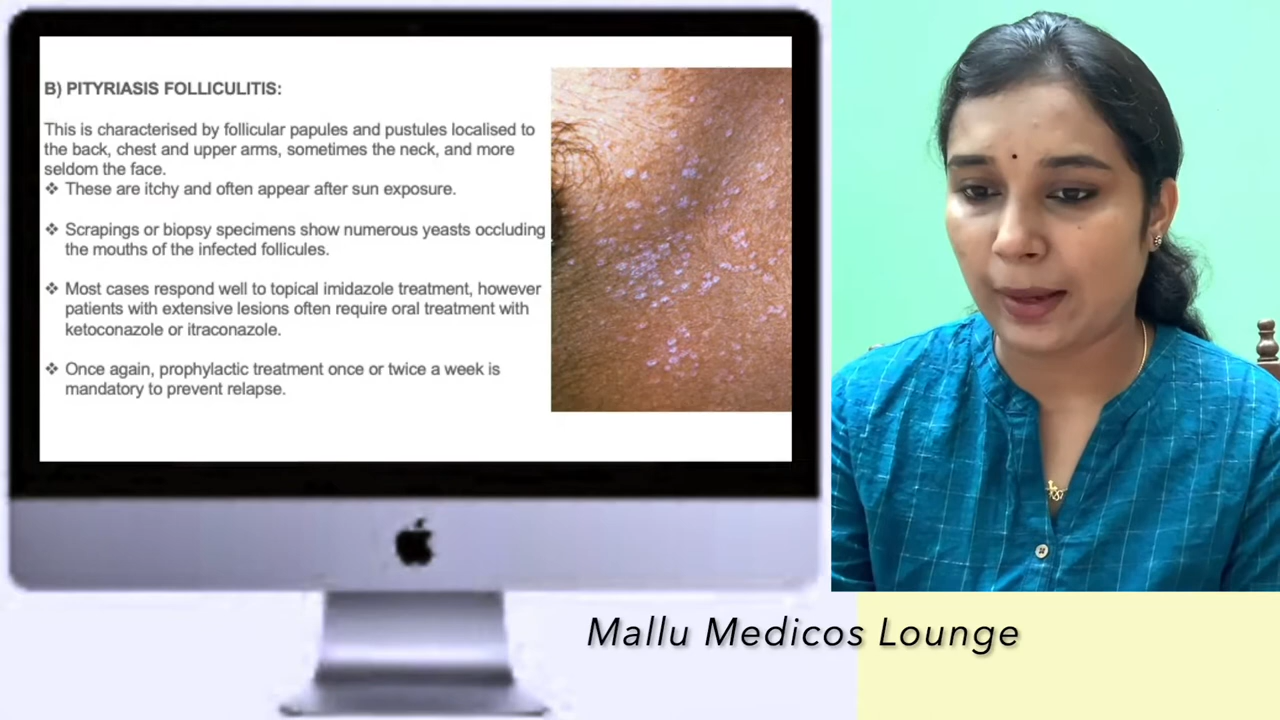 B) PITYRIASIS FOLLICULITIS:
This is characterised by follicular papules and pustules localised to
the back, chest and upper arms, sometimes the neck, and more
seldom the face.
❖ These are itchy and often appear after sun exposure.
❖ Scrapings or biopsy specimens show numerous yeasts occluding
the mouths of the infected follicules.
❖ Most cases respond well to topical imidazole treatment, however
patients with extensive lesions often require oral treatment with
ketoconazole or itraconazole.
❖ Once again, prophylactic treatment once or twice a week is
mandatory to prevent relapse.
Mallu Medicos Lounge